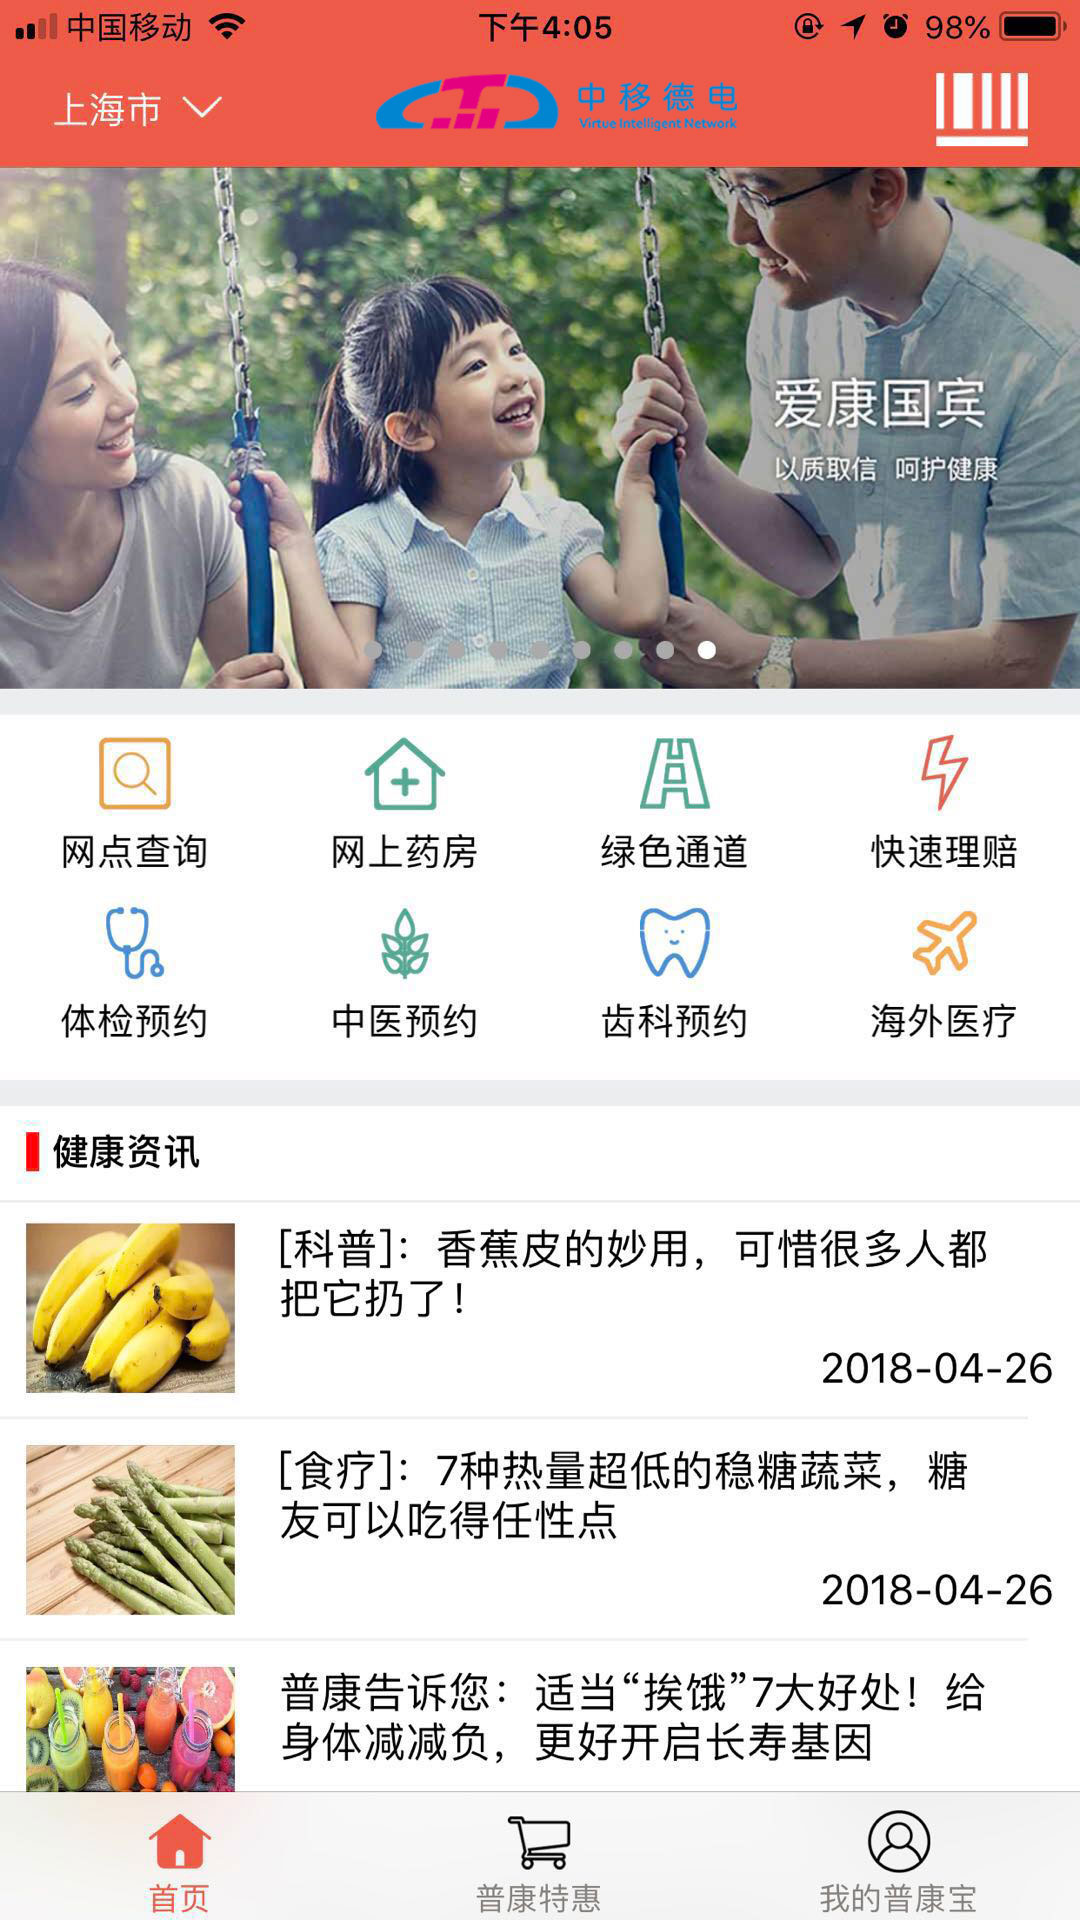 中国移动
下午4:05
98%
上海市
中移德电
Virtue Intelligent Network
爱康国宾
以质取信 呵护健康
网点查询
网上药房
绿色通道
快速理赔
体检预约
中医预约
齿科预约
海外医疗
健康资讯
[科普]：香蕉皮的妙用，可惜很多人都
把它扔了！
2018-04-26
[食疗]：7种热量超低的稳糖蔬菜，糖
友可以吃得任性点
2018-04-26
普康告诉您：适当“挨饿”7大好处！给
身体减减负，更好开启长寿基因
首页
普康特惠
我的普康宝